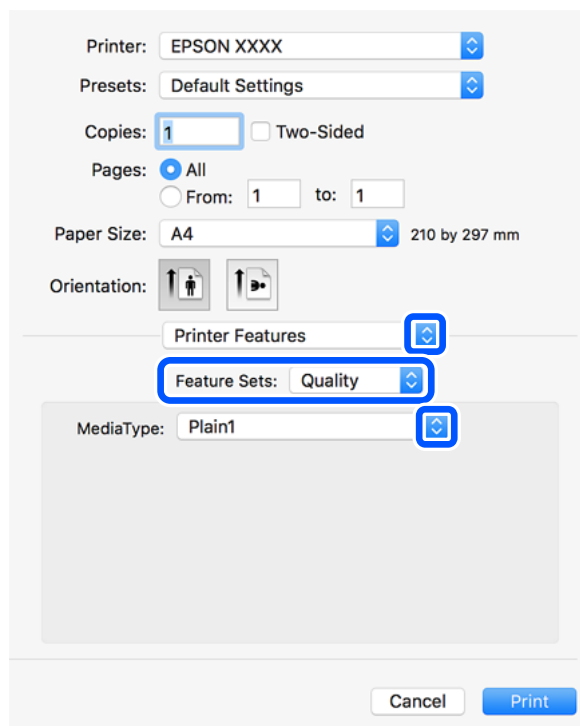 Printer: EPSON XXXX
Presets: Default Settings
Copies: 1 Two-Sided
Pages: All
From: 1 to: 1
Paper Size: A4 210 by 297 mm
Orientation:
Printer Features
Feature Sets: Quality
MediaType: Plain1
Cancel Print